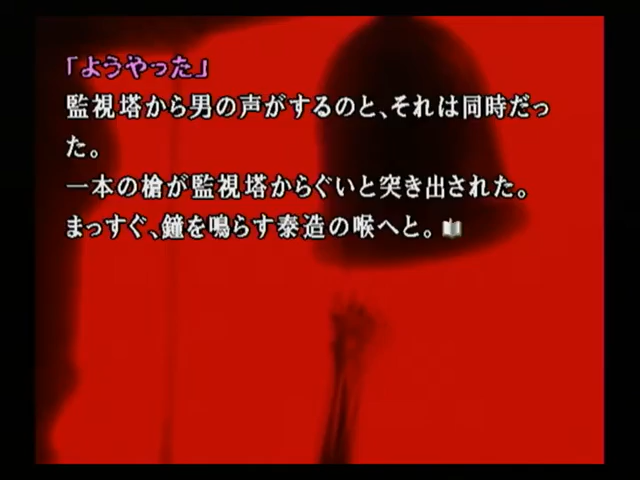 「ようやった」
監視塔から男の声がするのと、それは同時だっ
た。
一本の槍が監視塔からぐいと突き出された。
まっすぐ、鐘を鳴らす泰造の喉へと。